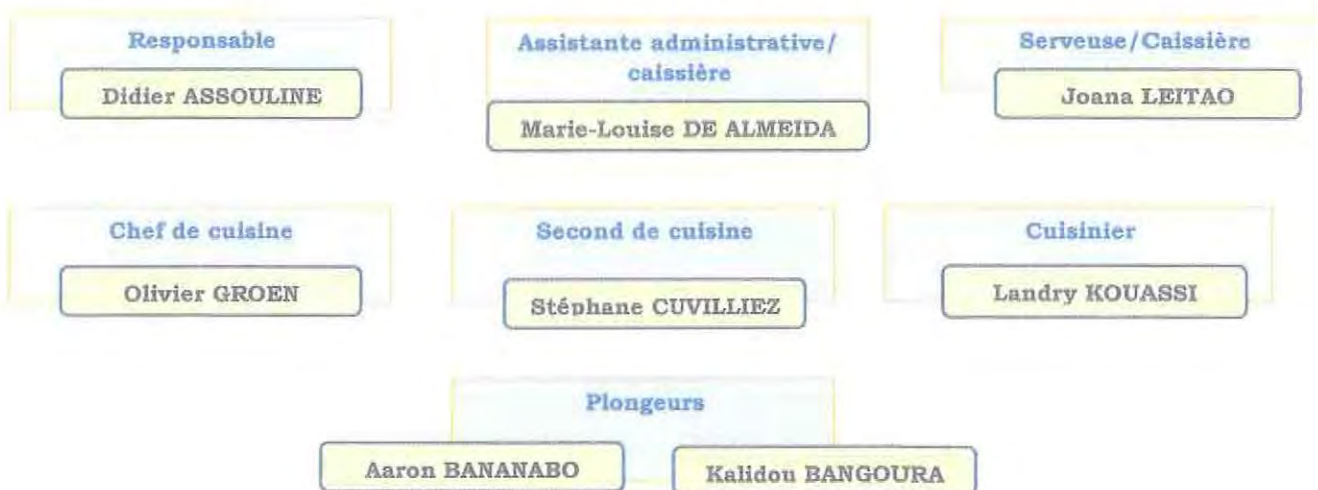 Responsable
Didier ASSOULINE
Assistante administrative/
caissière
Marie-Louise DE ALMEIDA
Serveuse/Caissière
Joana LEITAO
Chef de cuisine
Olivier GROEN
Second de cuisine
Stéphane CUVILLIEZ
Cuisinier
Landry KOUASSI
Plongeurs
Aaron BANANABO
Kalidou BANGOURA